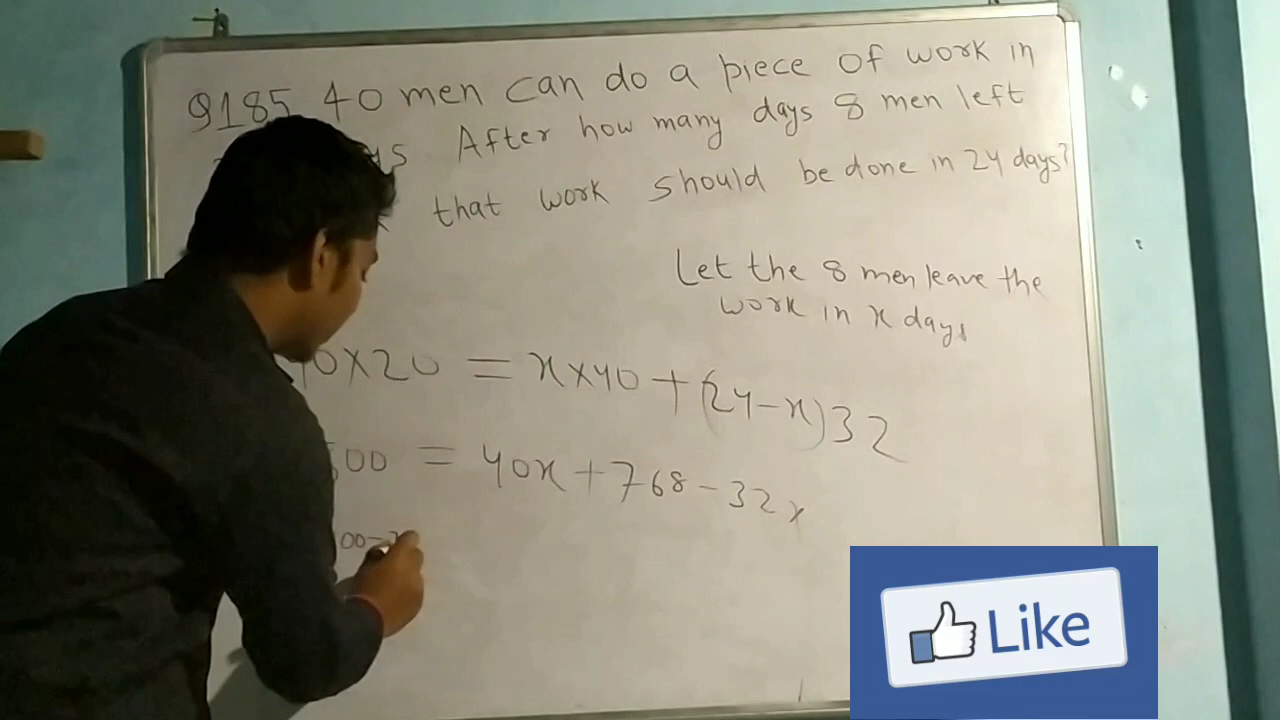 Q185 40 men can do a piece of work in
After how many days 8 men left
that work should be done in 24 days?
Let the 8 men leave the
work in x days
0x20 = x x 40 + (24-x)32
00 = 40x + 768 - 32x
00-
Like